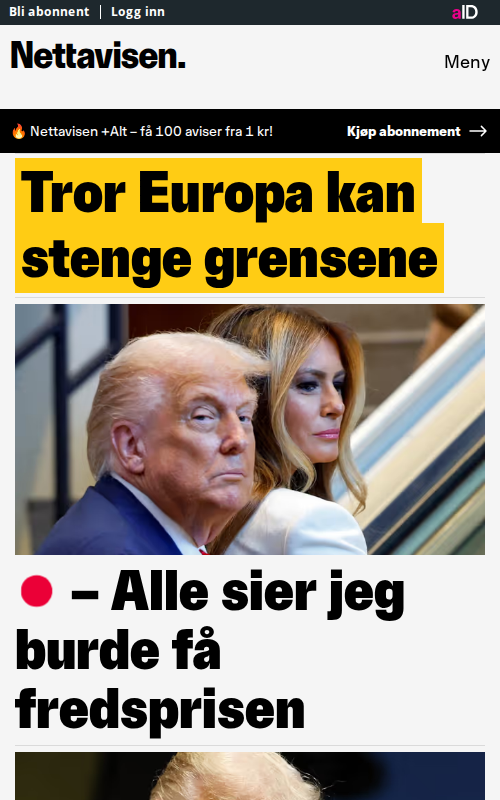 Bli abonnent | Logg inn
aID
Nettavisen.
Meny
🔥 Nettavisen +Alt – få 100 aviser fra 1 kr!
Kjøp abonnement →
Tror Europa kan
stenge grensene
– Alle sier jeg
burde få
fredsprisen